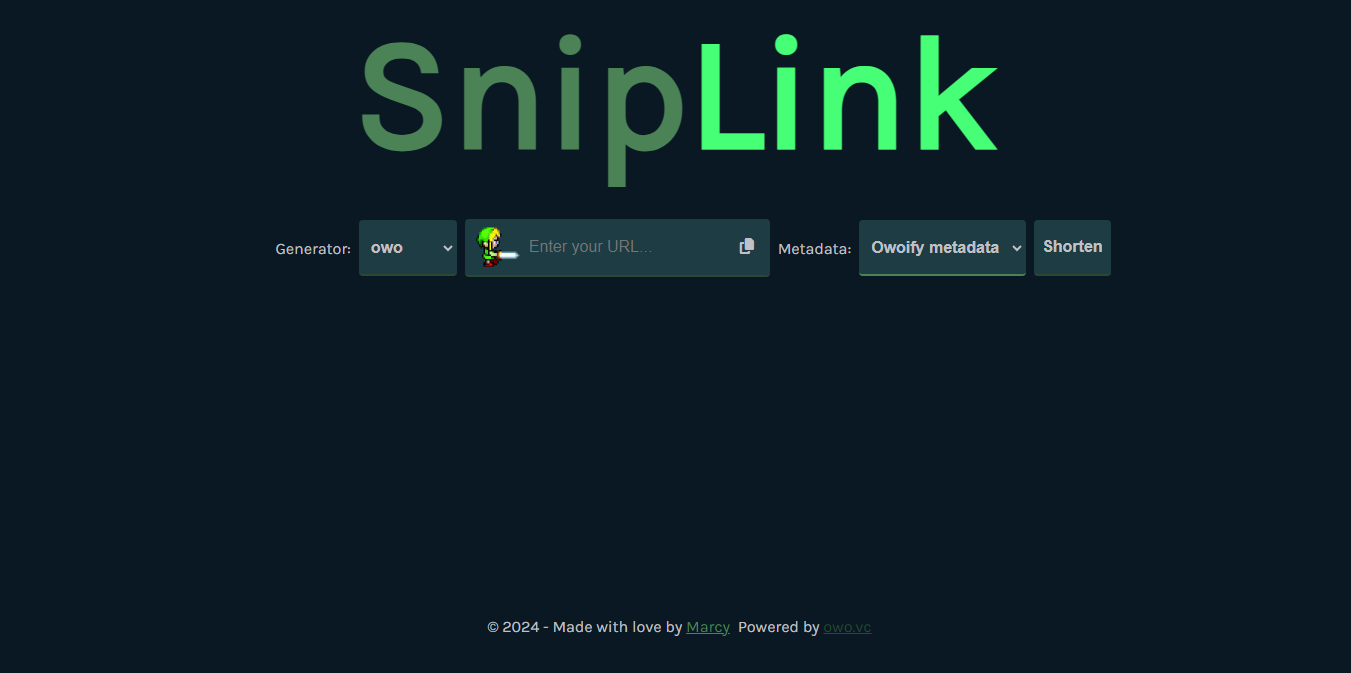 SnipLink
Generator: owo Enter your URL... Metadata: Owoify metadata Shorten
© 2024 - Made with love by Marcy Powered by owo.vc